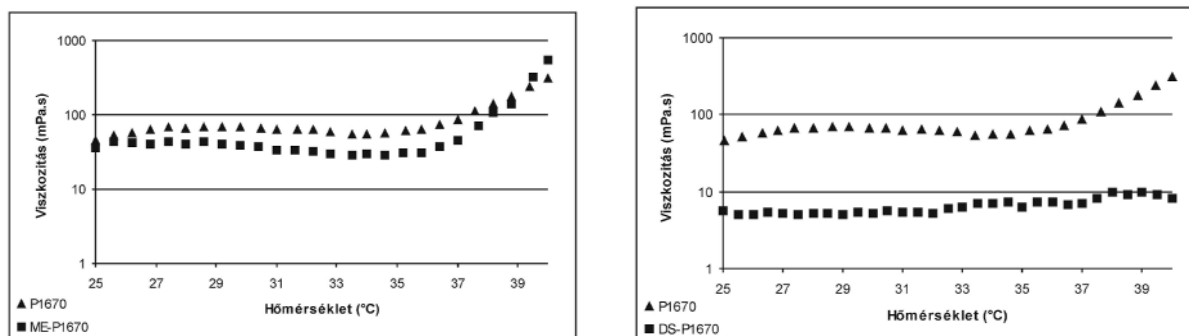 1000
100
10
1
Viszkozitás (mPa.s)
25 27 29 31 33 35 37 39
Hőmérséklet (°C)
▲ P1670
■ ME-P1670
1000
100
10
1
Viszkozitás (mPa.s)
25 27 29 31 33 35 37 39
Hőmérséklet (°C)
▲ P1670
■ DS-P1670